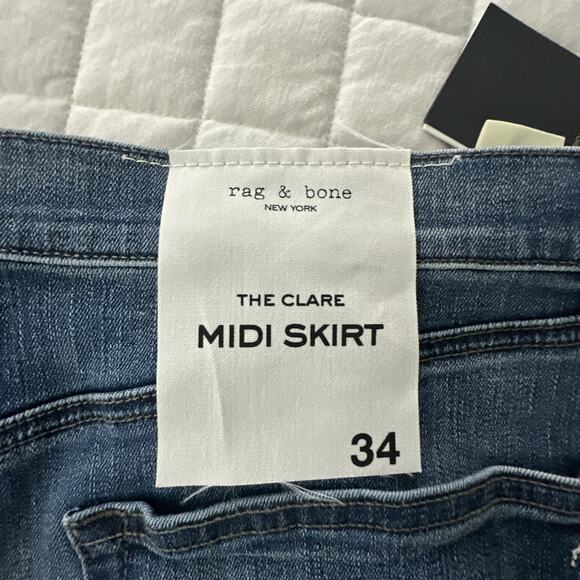 rag & bone
NEW YORK
THE CLARE
MIDI SKIRT
34